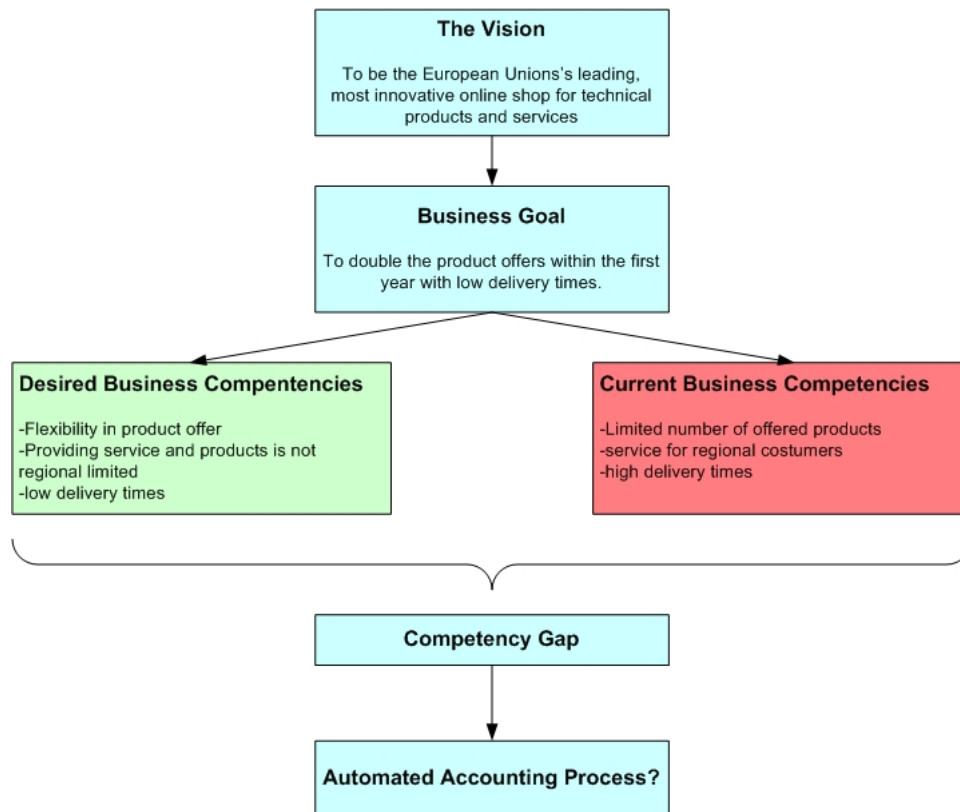 The Vision
To be the European Unions's leading,
most innovative online shop for technical
products and services
Business Goal
To double the product offers within the first
year with low delivery times.
Desired Business Compentencies
-Flexibility in product offer
-Providing service and products is not
regional limited
-low delivery times
Current Business Competencies
-Limited number of offered products
-service for regional costumers
-high delivery times
Competency Gap
Automated Accounting Process?